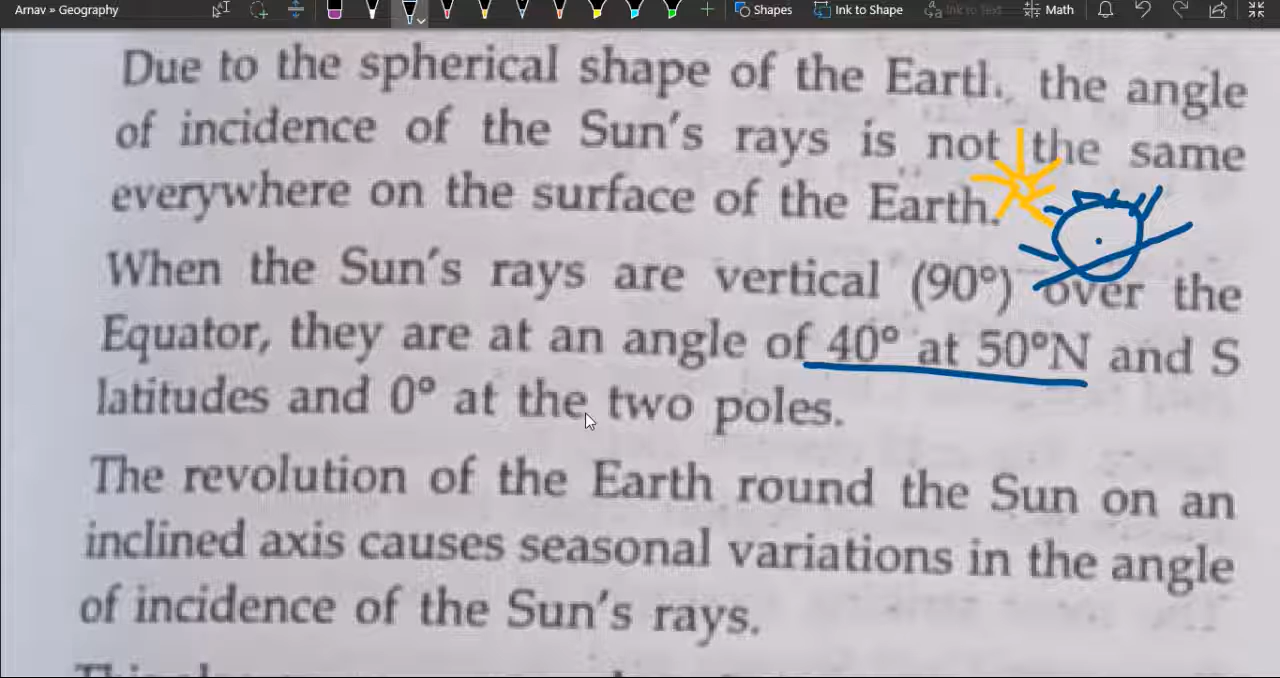 Arnav » Geography Shapes Ink to Shape Ink to Text Math
Due to the spherical shape of the Earth, the angle
of incidence of the Sun's rays is not the same
everywhere on the surface of the Earth.
When the Sun's rays are vertical (90°) over the
Equator, they are at an angle of 40° at 50°N and S
latitudes and 0° at the two poles.
The revolution of the Earth round the Sun on an
inclined axis causes seasonal variations in the angle
of incidence of the Sun's rays.